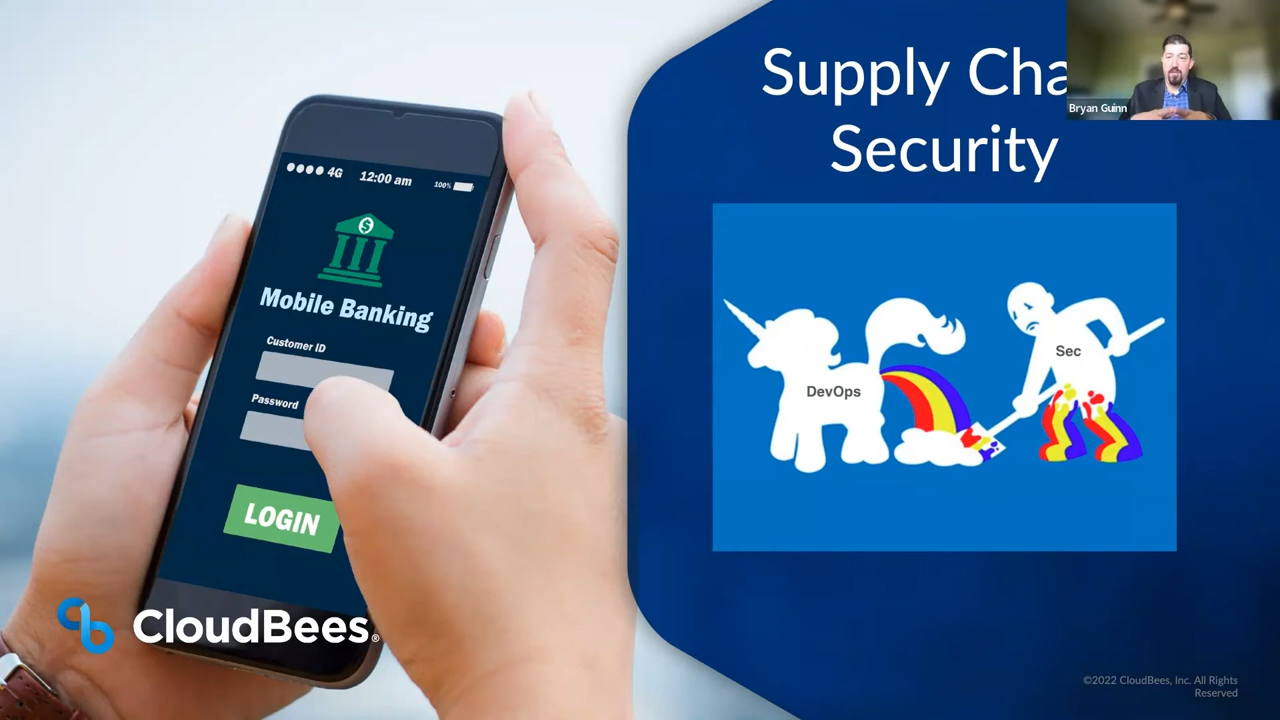 Supply Cha
Security
Bryan Guinn
4G 12:00 am 100%
Mobile Banking
Customer ID
Password
LOGIN
DevOps
Sec
CloudBees®
©2022 CloudBees, Inc. All Rights
Reserved